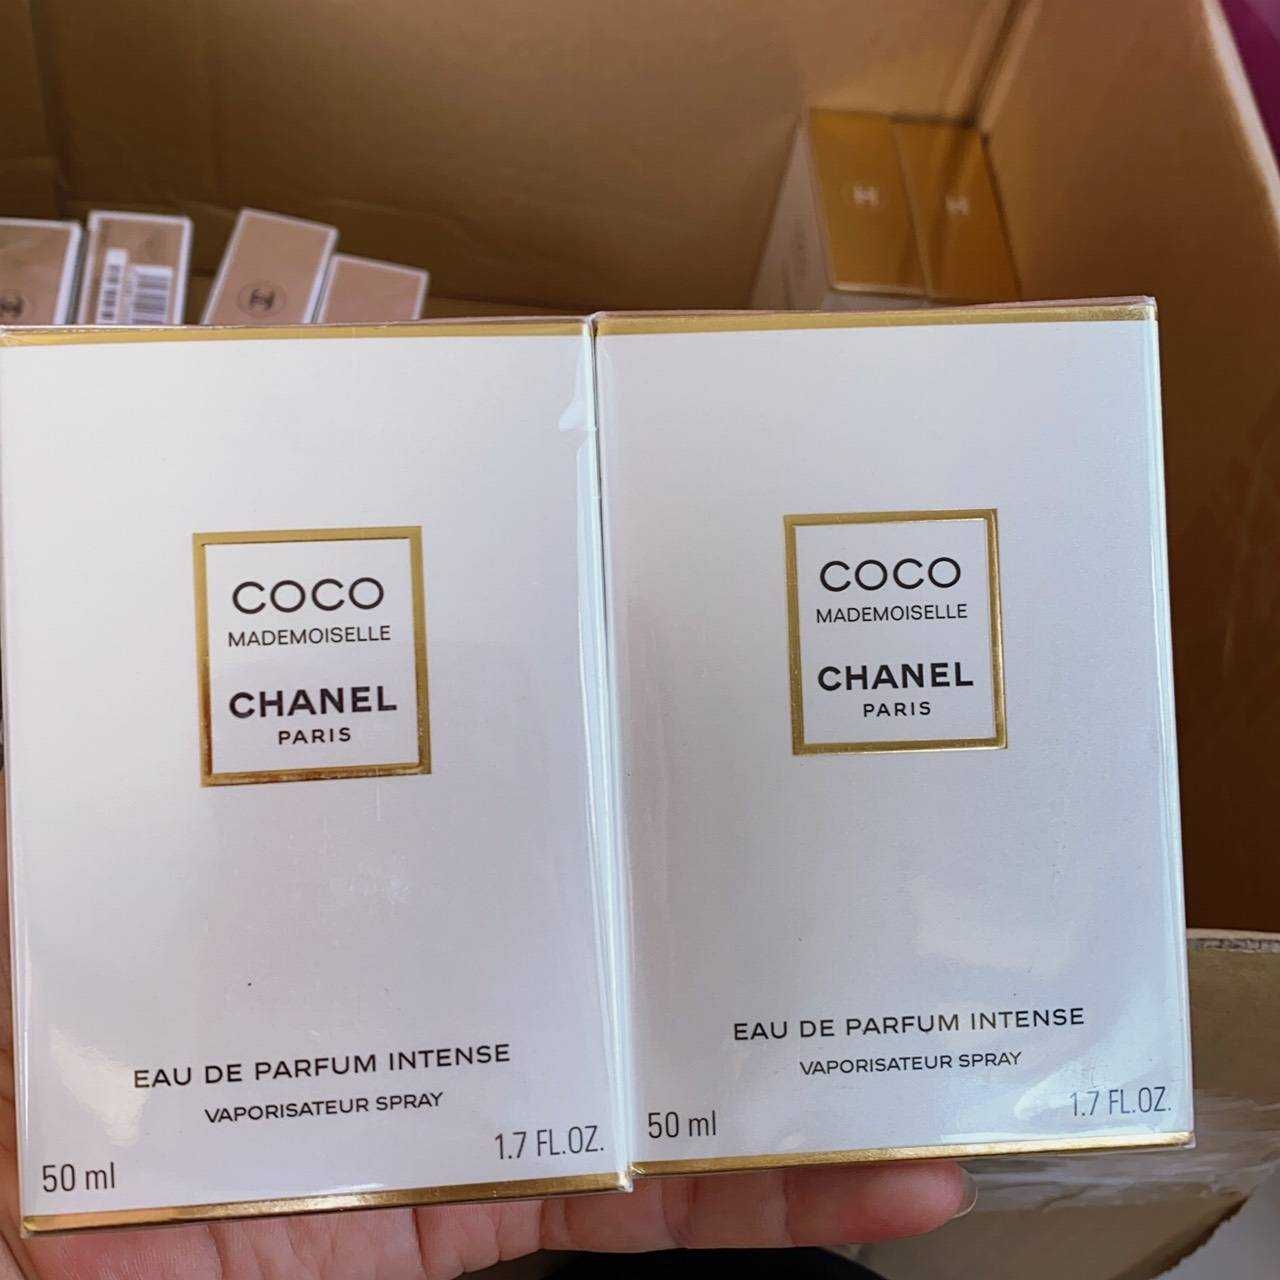 COCO
MADEMOISELLE
CHANEL
PARIS
EAU DE PARFUM INTENSE
VAPORISATEUR SPRAY
50 ml
1.7 FL.OZ.
COCO
MADEMOISELLE
CHANEL
PARIS
EAU DE PARFUM INTENSE
VAPORISATEUR SPRAY
50 ml
1.7 FL.OZ.